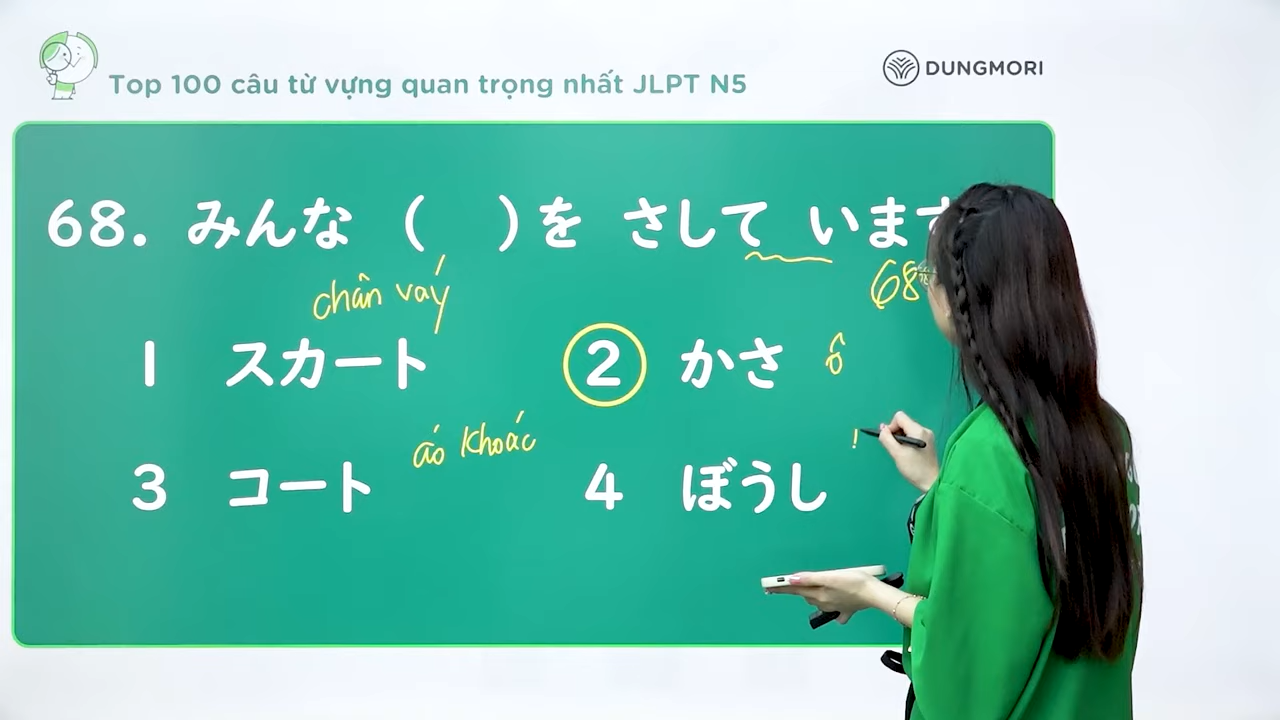 Top 100 câu từ vựng quan trọng nhất JLPT N5
DUNGMORI
68. みんな ( )を さして います
68
chân váy
1 スカート
2 かさ
ô
áo khoác
3 コート
4 ぼうし